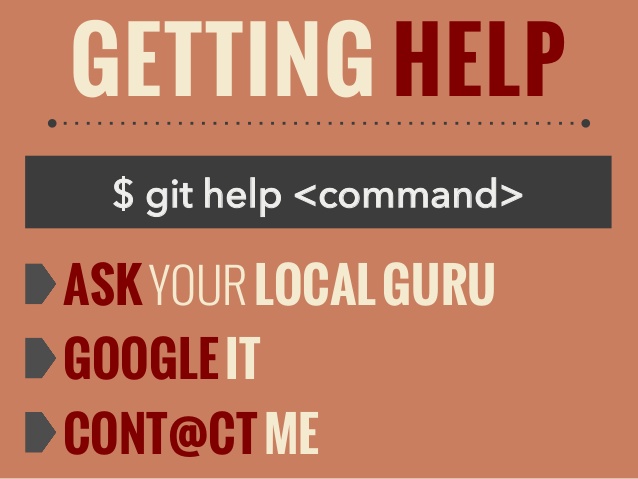 GETTING HELP
$ git help <command>
ASK YOUR LOCAL GURU
GOOGLE IT
CONT@CT ME